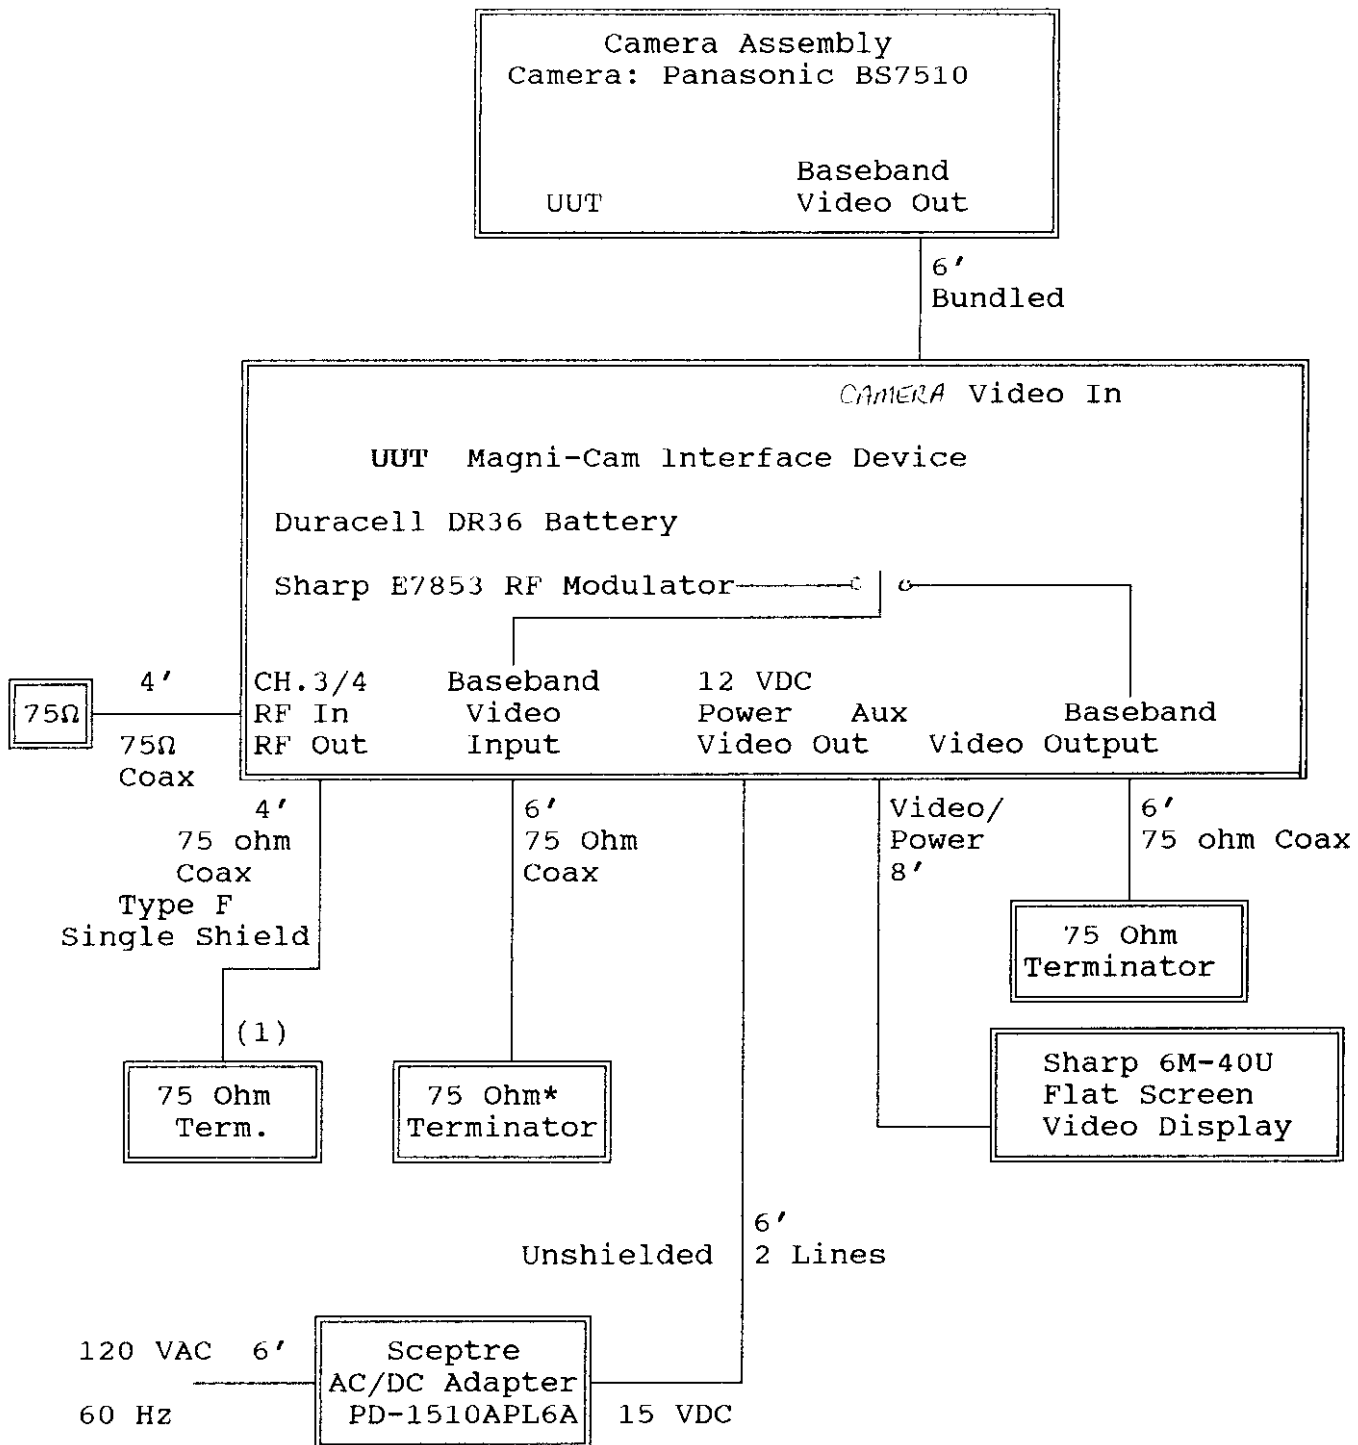 Camera Assembly
Camera: Panasonic BS7510
Baseband
UUT Video Out
6'
Bundled
CAMERA Video In
UUT Magni-Cam Interface Device
Duracell DR36 Battery
Sharp E7853 RF Modulator
4'
75Ω
75Ω
Coax
CH.3/4
RF In
RF Out
Baseband
Video
Input
12 VDC
Power Aux
Video Out
Baseband
Video Output
4'
75 ohm
Coax
Type F
Single Shield
6'
75 Ohm
Coax
Video/
Power
8'
6'
75 ohm Coax
75 Ohm
Terminator
(1)
75 Ohm
Term.
75 Ohm*
Terminator
Sharp 6M-40U
Flat Screen
Video Display
6'
Unshielded 2 Lines
120 VAC 6'
60 Hz
Sceptre
AC/DC Adapter
PD-1510APL6A
15 VDC